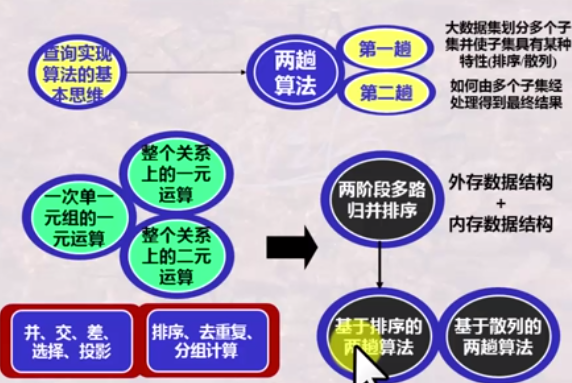 查询实现
算法的基
本思维
两趟
算法
第一趟
第二趟
大数据集划分多个子
集并使子集具有某种
特性(排序/散列)
如何由多个子集经
处理得到最终结果
一次单一
元组的一
元运算
整个关系
上的一元
运算
整个关系
上的二元
运算
两阶段多路
归并排序
外存数据结构
+
内存数据结构
并、交、差、
选择、投影
排序、去重复、
分组计算
基于排序的
两趟算法
基于散列的
两趟算法